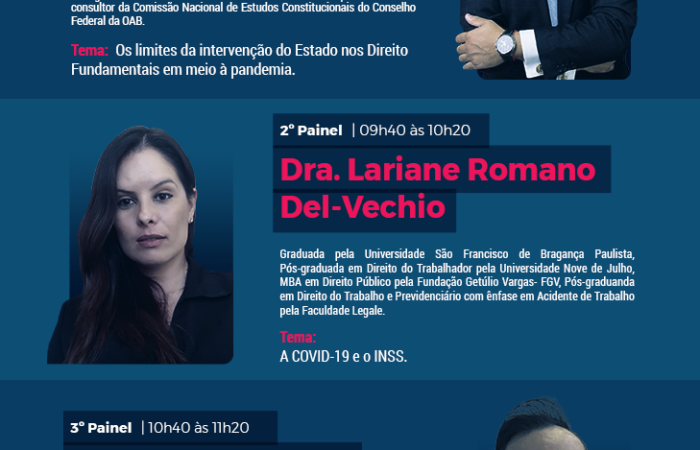 consultor da Comissão Nacional de Estudos Constitucionais do Conselho
Federal da OAB.
Tema: Os limites da intervenção do Estado nos Direito
Fundamentais em meio à pandemia.
2º Painel | 09h40 às 10h20
Dra. Lariane Romano
Del-Vechio
Graduada pela Universidade São Francisco de Bragança Paulista,
Pós-graduada em Direito do Trabalhador pela Universidade Nove de Julho,
MBA em Direito Público pela Fundação Getúlio Vargas- FGV, Pós-graduanda
em Direito do Trabalho e Previdenciário com ênfase em Acidente de Trabalho
pela Faculdade Legale.
Tema:
A COVID-19 e o INSS.
3º Painel | 10h40 às 11h20